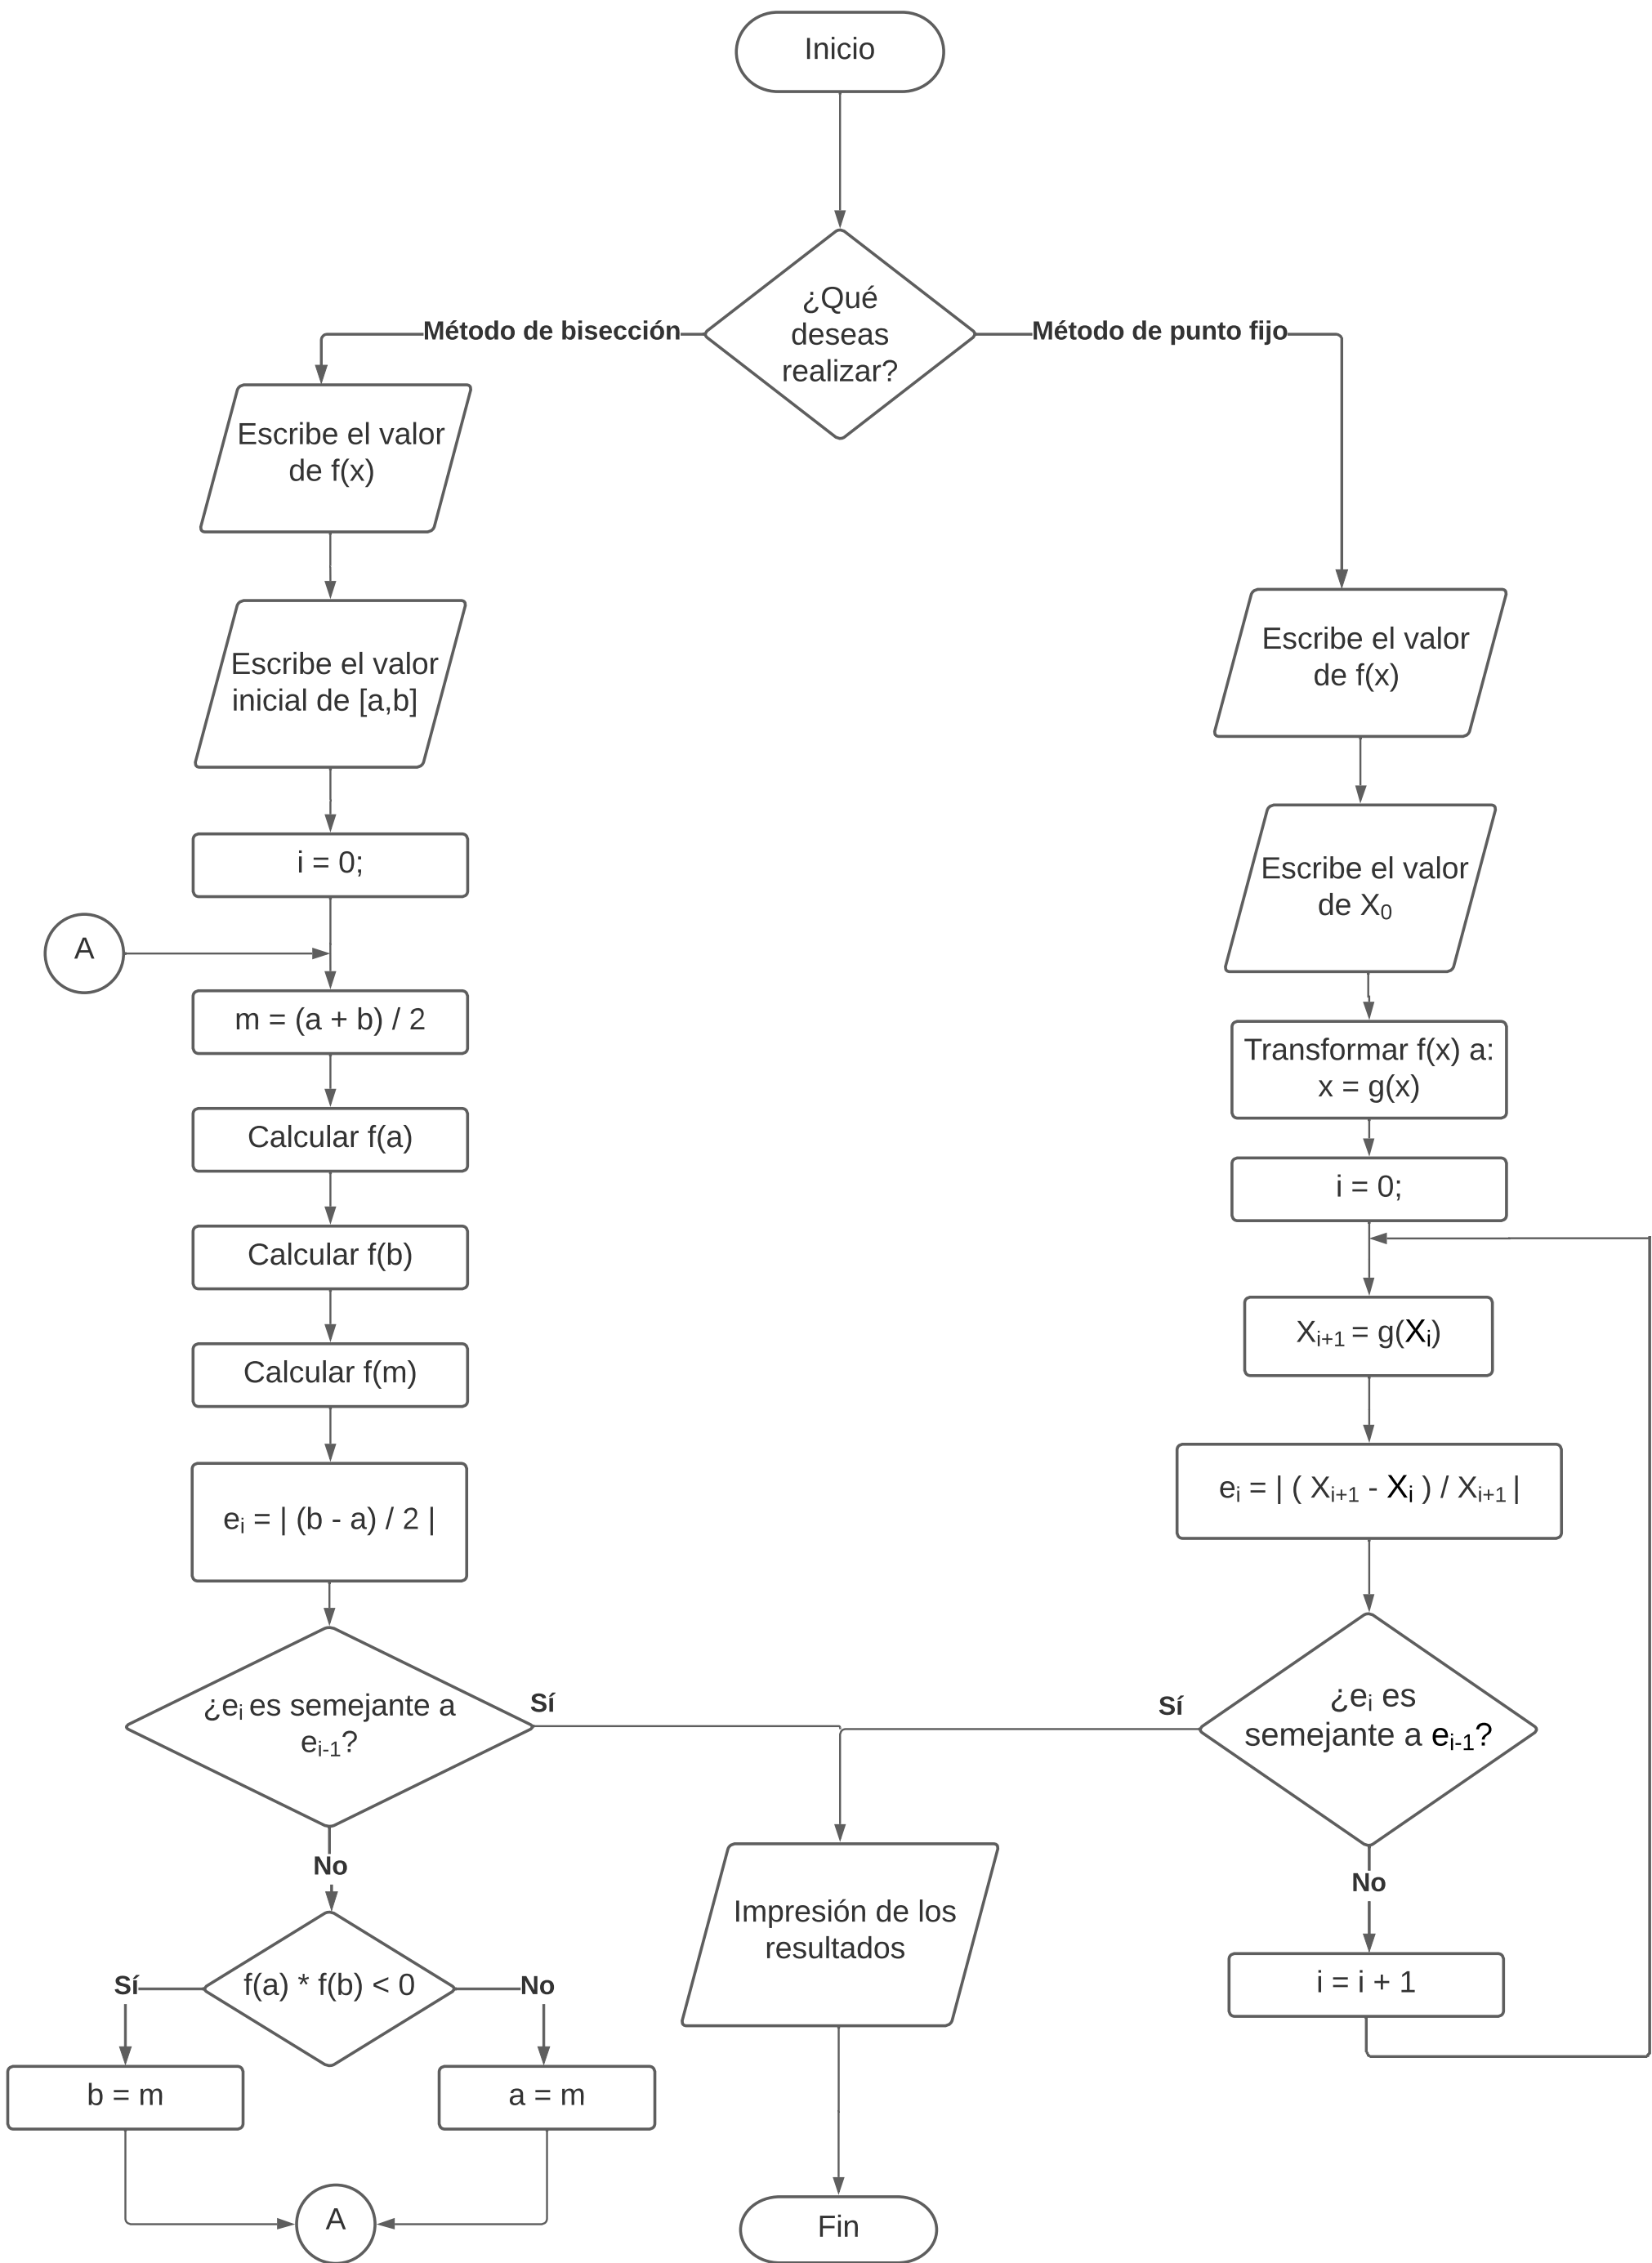 Inicio
¿Qué
deseas
realizar?
Método de bisección
Método de punto fijo
Escribe el valor
de f(x)
Escribe el valor
inicial de [a,b]
i = 0;
A
m = (a + b) / 2
Calcular f(a)
Calcular f(b)
Calcular f(m)
eᵢ = | (b - a) / 2 |
¿eᵢ es semejante a
eᵢ₋₁?
Sí
No
f(a) * f(b) < 0
Sí
No
b = m
a = m
A
Escribe el valor
de f(x)
Escribe el valor
de X₀
Transformar f(x) a:
x = g(x)
i = 0;
Xᵢ₊₁ = g(Xᵢ)
eᵢ = | ( Xᵢ₊₁ - Xᵢ ) / Xᵢ₊₁ |
¿eᵢ es
semejante a eᵢ₋₁?
Sí
No
i = i + 1
Impresión de los
resultados
Fin